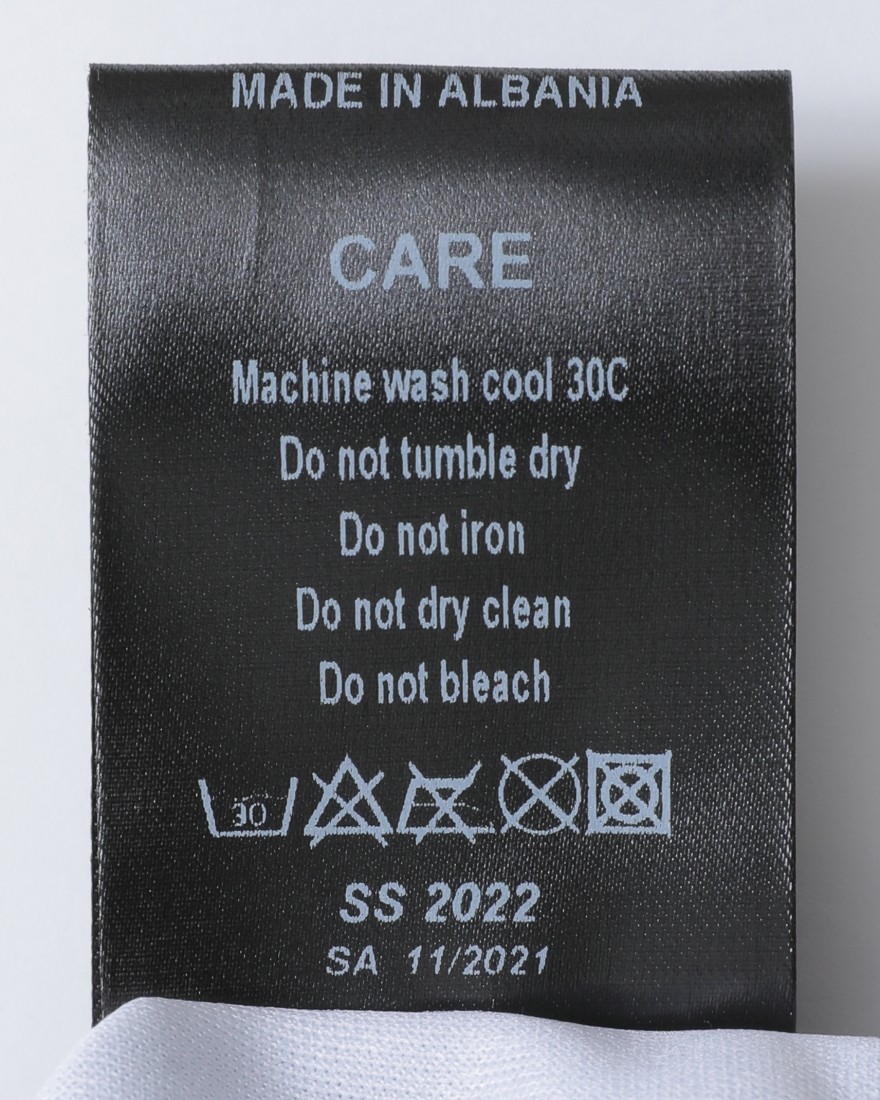 MADE IN ALBANIA
CARE
Machine wash cool 30C
Do not tumble dry
Do not iron
Do not dry clean
Do not bleach
30
SS 2022
SA 11/2021